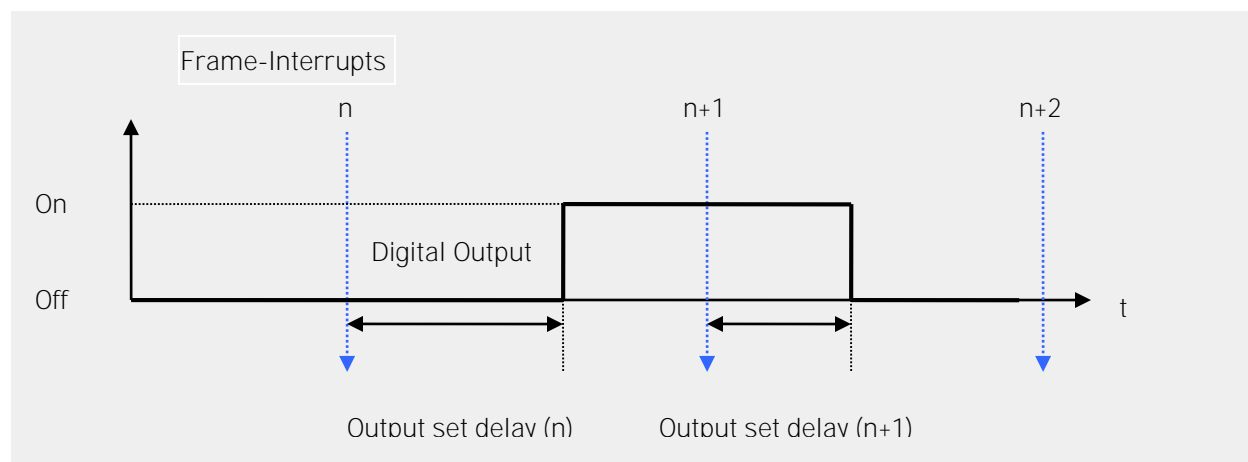 Frame-Interrupts
n n+1 n+2
On
Digital Output
Off
t
Output set delay (n) Output set delay (n+1)